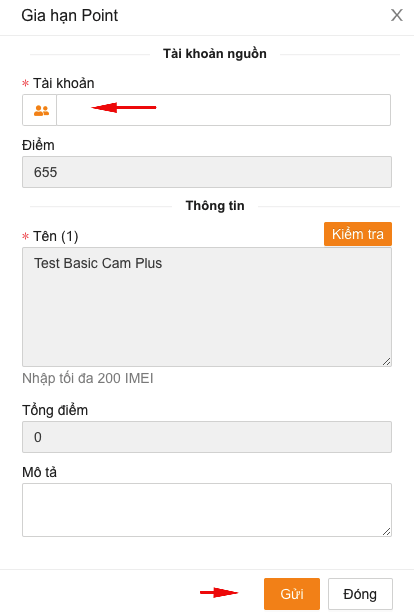 Gia hạn Point
X
Tài khoản nguồn
* Tài khoản
Điểm
655
Thông tin
* Tên (1)
Kiểm tra
Test Basic Cam Plus
Nhập tối đa 200 IMEI
Tổng điểm
0
Mô tả
Gửi
Đóng